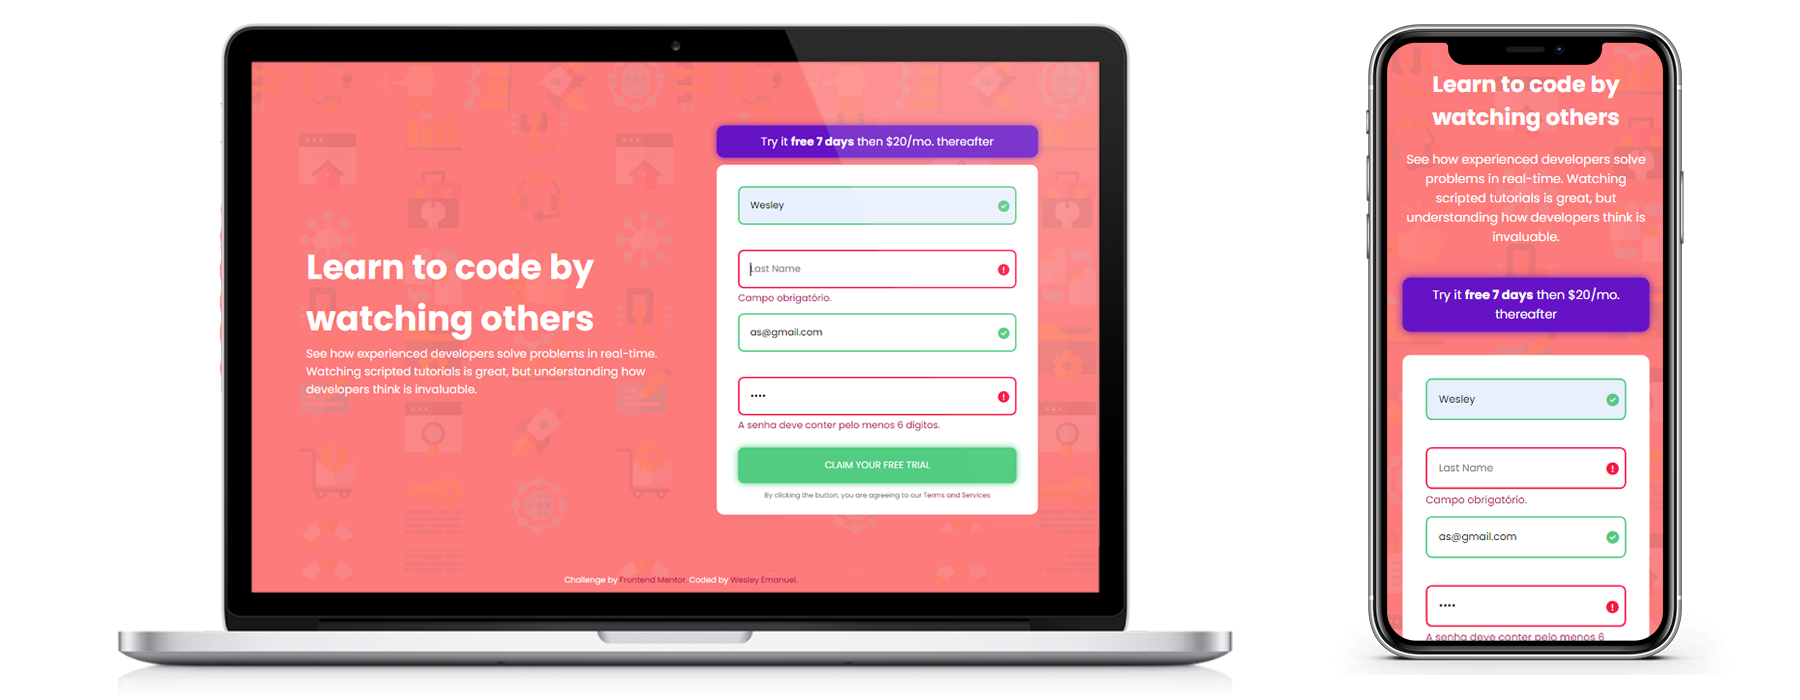 Learn to code by
watching others
See how experienced developers solve problems in real-time.
Watching scripted tutorials is great, but understanding how
developers think is invaluable.
Try it free 7 days then $20/mo. thereafter
Wesley
Last Name
Campo obrigatório.
as@gmail.com
••••
A senha deve conter pelo menos 6 digitos.
CLAIM YOUR FREE TRIAL
By clicking the button, you are agreeing to our Terms and Services
Challenge by Frontend Mentor. Coded by Wesley Emanuel.
Learn to code by
watching others
See how experienced developers solve
problems in real-time. Watching
scripted tutorials is great, but
understanding how developers think is
invaluable.
Try it free 7 days then $20/mo.
thereafter
Wesley
Last Name
Campo obrigatório.
as@gmail.com
••••
A senha deve conter pelo menos 6